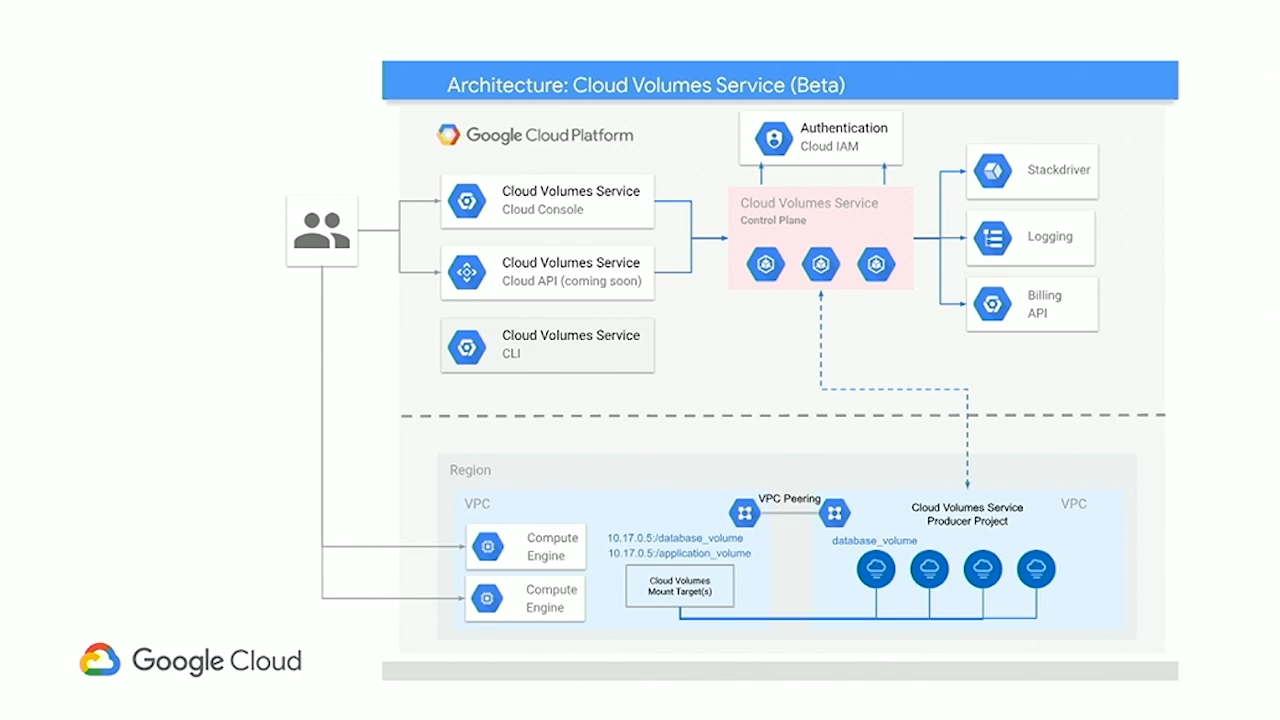 Architecture: Cloud Volumes Service (Beta)
Google Cloud Platform
Authentication
Cloud IAM
Cloud Volumes Service
Cloud Console
Cloud Volumes Service
Cloud API (coming soon)
Cloud Volumes Service
CLI
Cloud Volumes Service
Control Plane
Stackdriver
Logging
Billing
API
Region
VPC
VPC Peering
Cloud Volumes Service
Producer Project
VPC
Compute
Engine
Compute
Engine
10.17.0.5:/database_volume
10.17.0.5:/application_volume
Cloud Volumes
Mount Target(s)
database_volume
Google Cloud